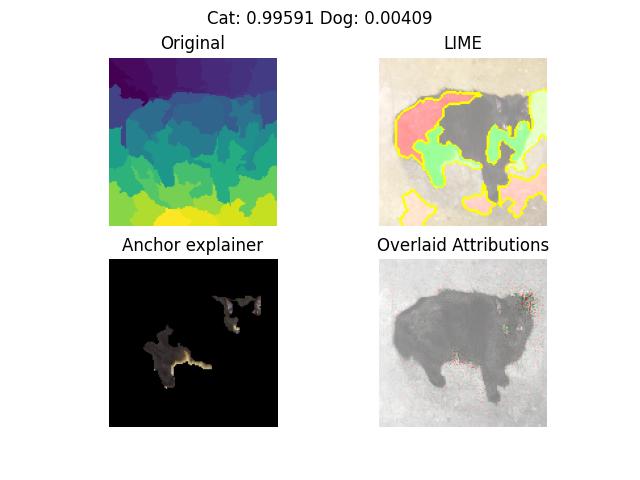 Cat: 0.99591 Dog: 0.00409
Original
LIME
Anchor explainer
Overlaid Attributions